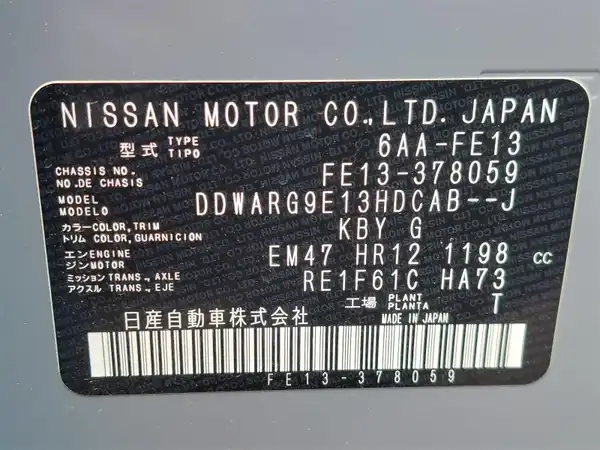 NISSAN MOTOR CO.,LTD.JAPAN
型式 TYPE TIPO 6AA-FE13
CHASSIS NO. NO.DE CHASIS FE13-378059
MODEL MODELO DDWARG9E13HDCAB--J
カラー COLOR,TRIM トリム COLOR,GUARNICION KBY G
エンジン ENGINE MOTOR EM47 HR12 1198 cc
ミッション TRANS.,AXLE アクスル TRANS.,EJE RE1F61C HA73
工場 PLANT PLANTA T
日産自動車株式会社 MADE IN JAPAN
FE13-378059